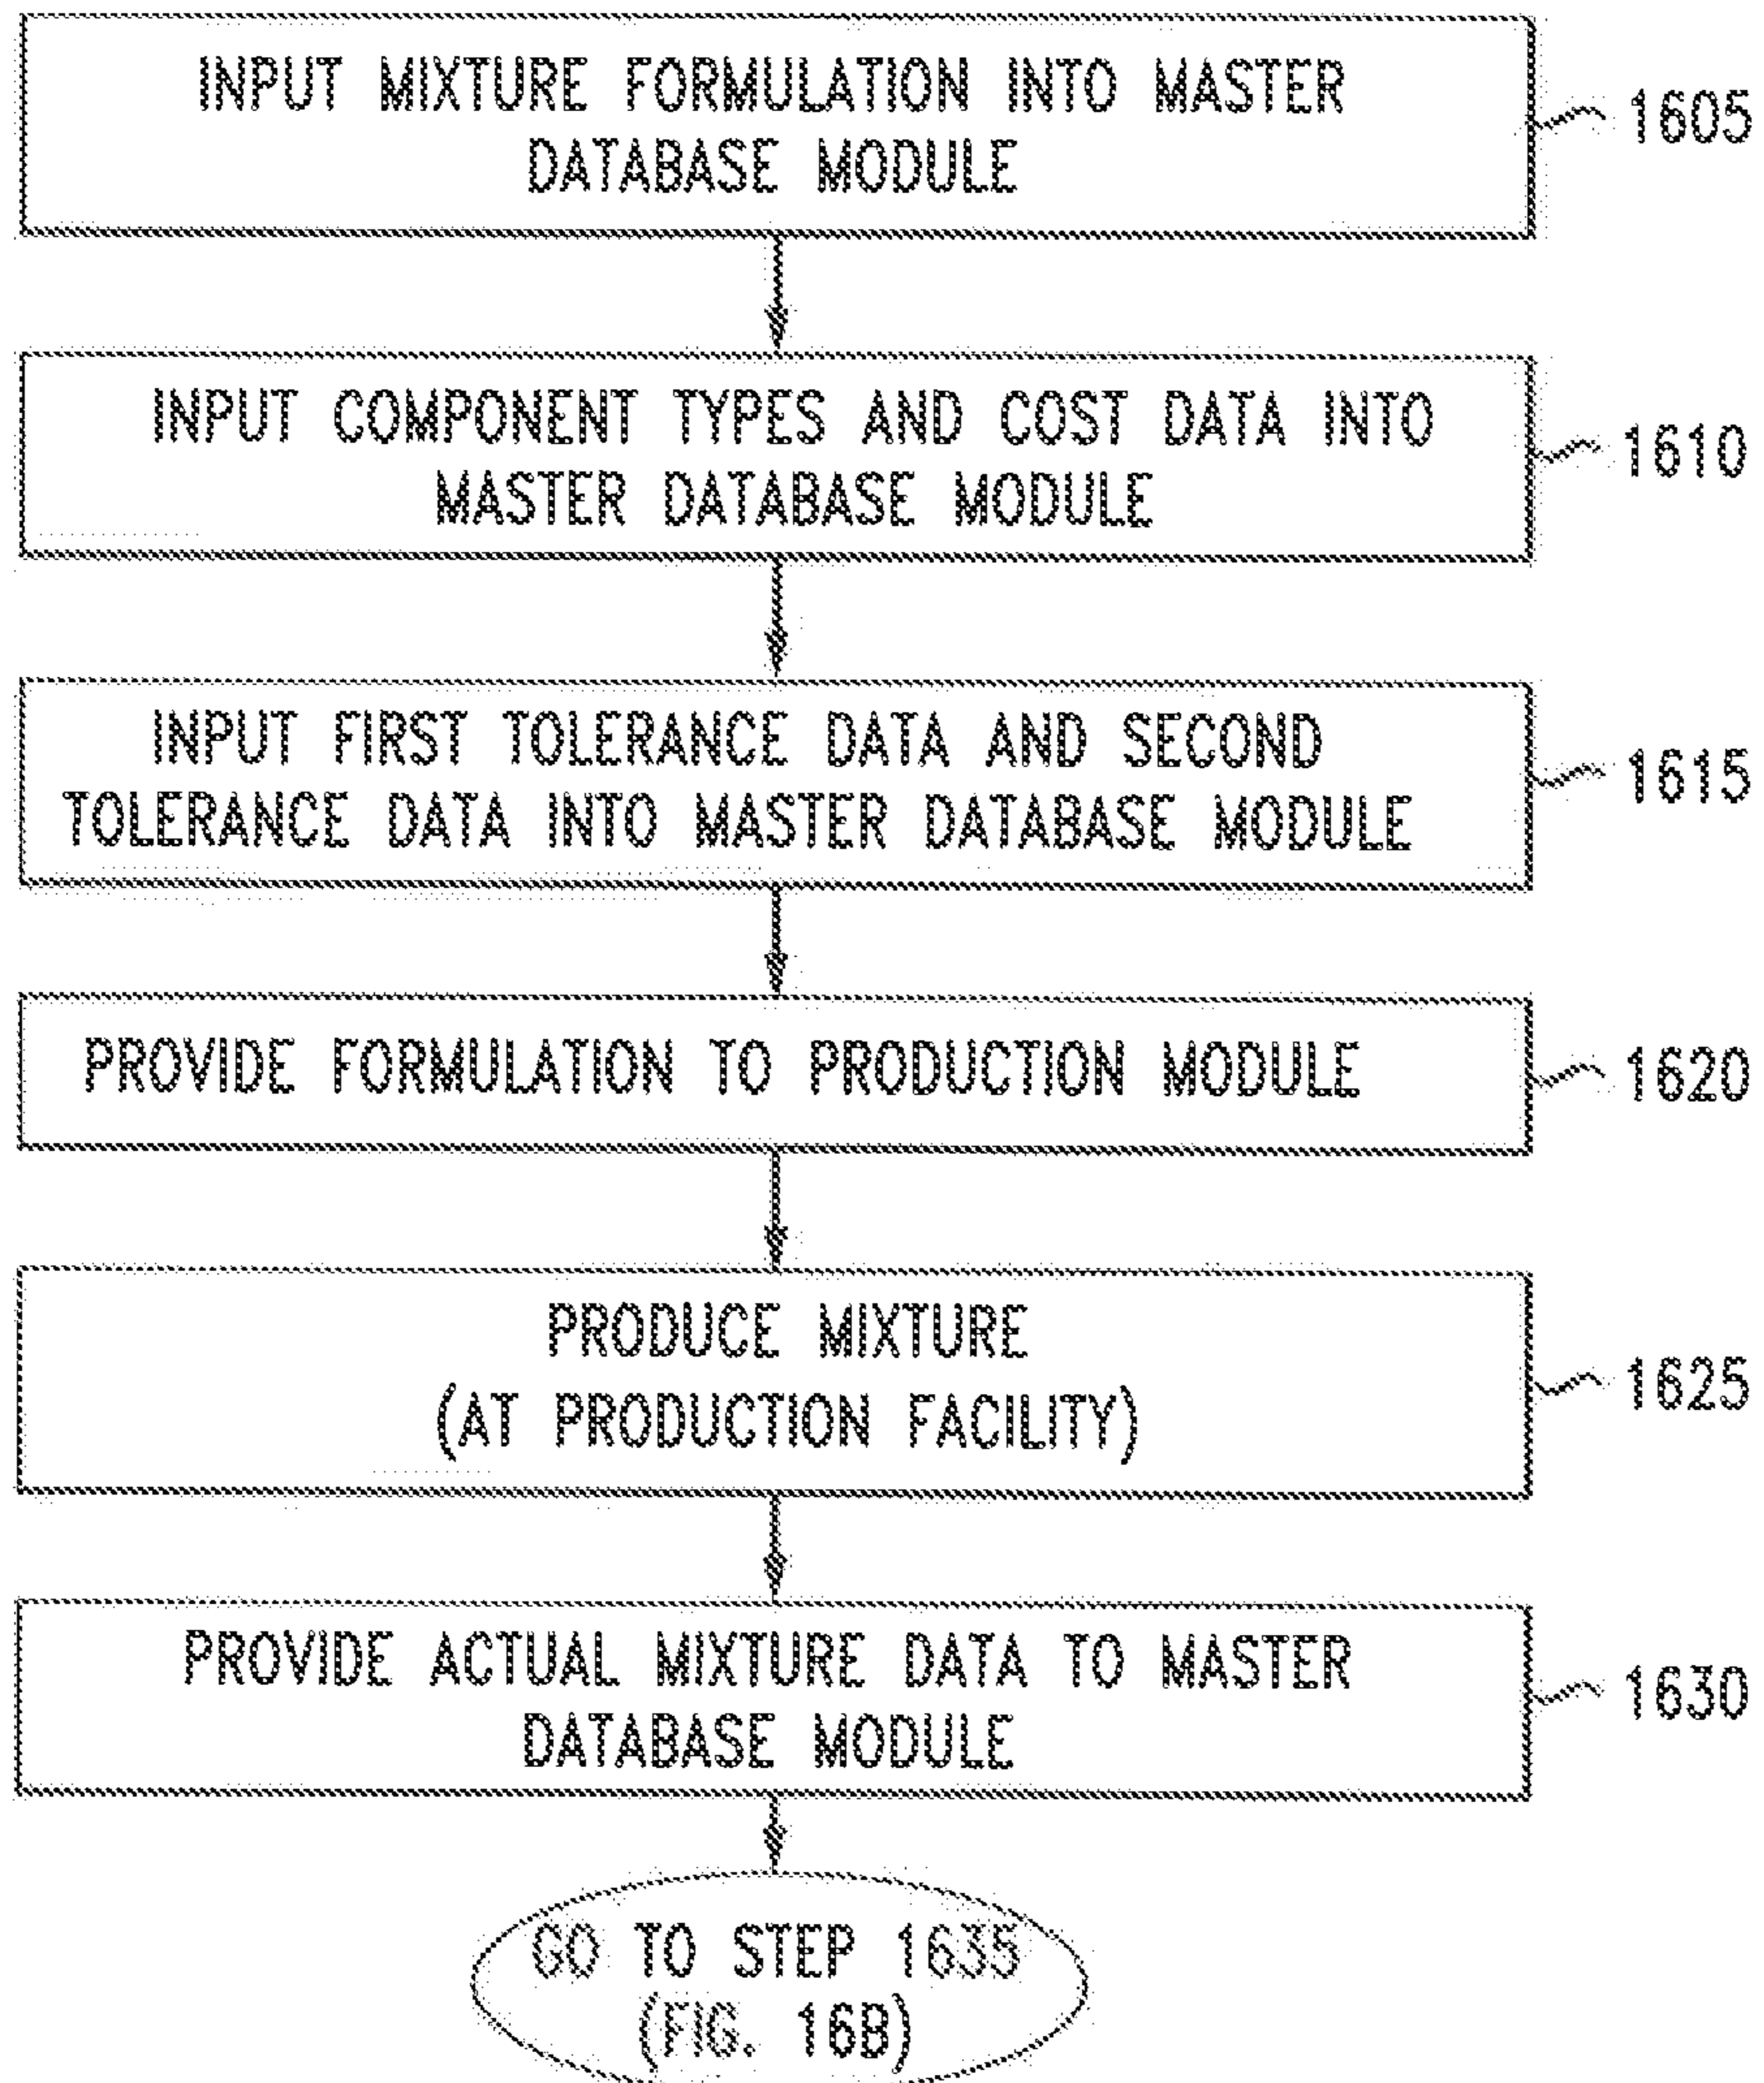 INPUT MIXTURE FORMULATION INTO MASTER
DATABASE MODULE
1605
INPUT COMPONENT TYPES AND COST DATA INTO
MASTER DATABASE MODULE
1610
INPUT FIRST TOLERANCE DATA AND SECOND
TOLERANCE DATA INTO MASTER DATABASE MODULE
1615
PROVIDE FORMULATION TO PRODUCTION MODULE
1620
PRODUCE MIXTURE
(AT PRODUCTION FACILITY)
1625
PROVIDE ACTUAL MIXTURE DATA TO MASTER
DATABASE MODULE
1630
GO TO STEP 1635
(FIG. 16B)